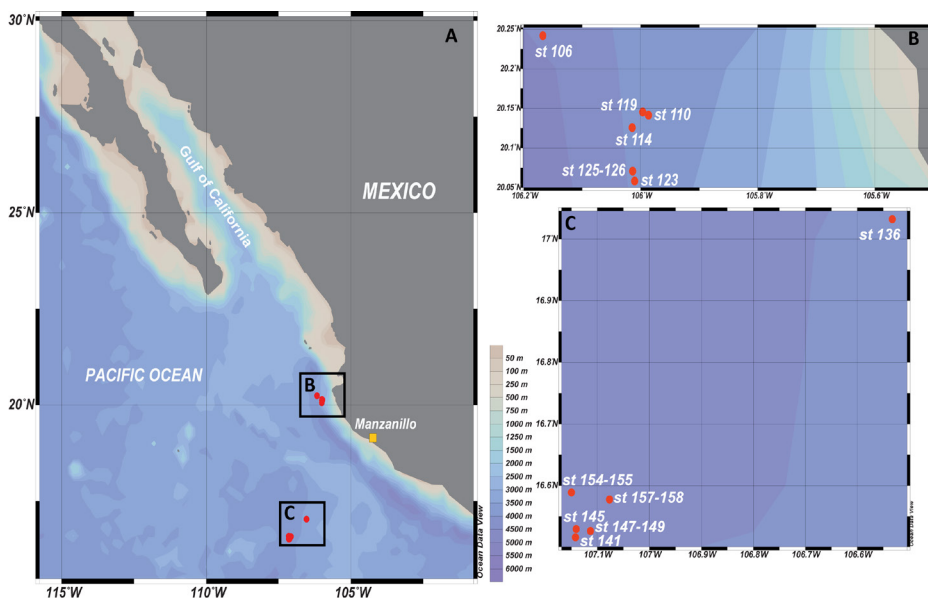 30°N
25°N
20°N
115°W
110°W
105°W
A
Gulf of California
MEXICO
PACIFIC OCEAN
B
Manzanillo
C
Ocean Data View
50 m
100 m
250 m
500 m
750 m
1250 m
1500 m
2000 m
2500 m
3000 m
3500 m
4000 m
4500 m
5000 m
5500 m
6000 m
B
20.25°N
20.2°N
20.15°N
20.1°N
20.05°N
106.2°W
106°W
105.8°W
105.6°W
st 106
st 119
st 110
st 114
st 125-126
st 123
C
17°N
16.9°N
16.8°N
16.7°N
16.6°N
107.1°W
107°W
106.9°W
106.8°W
106.7°W
106.6°W
st 136
st 154-155
st 157-158
st 145
st 147-149
st 141
Ocean Data View